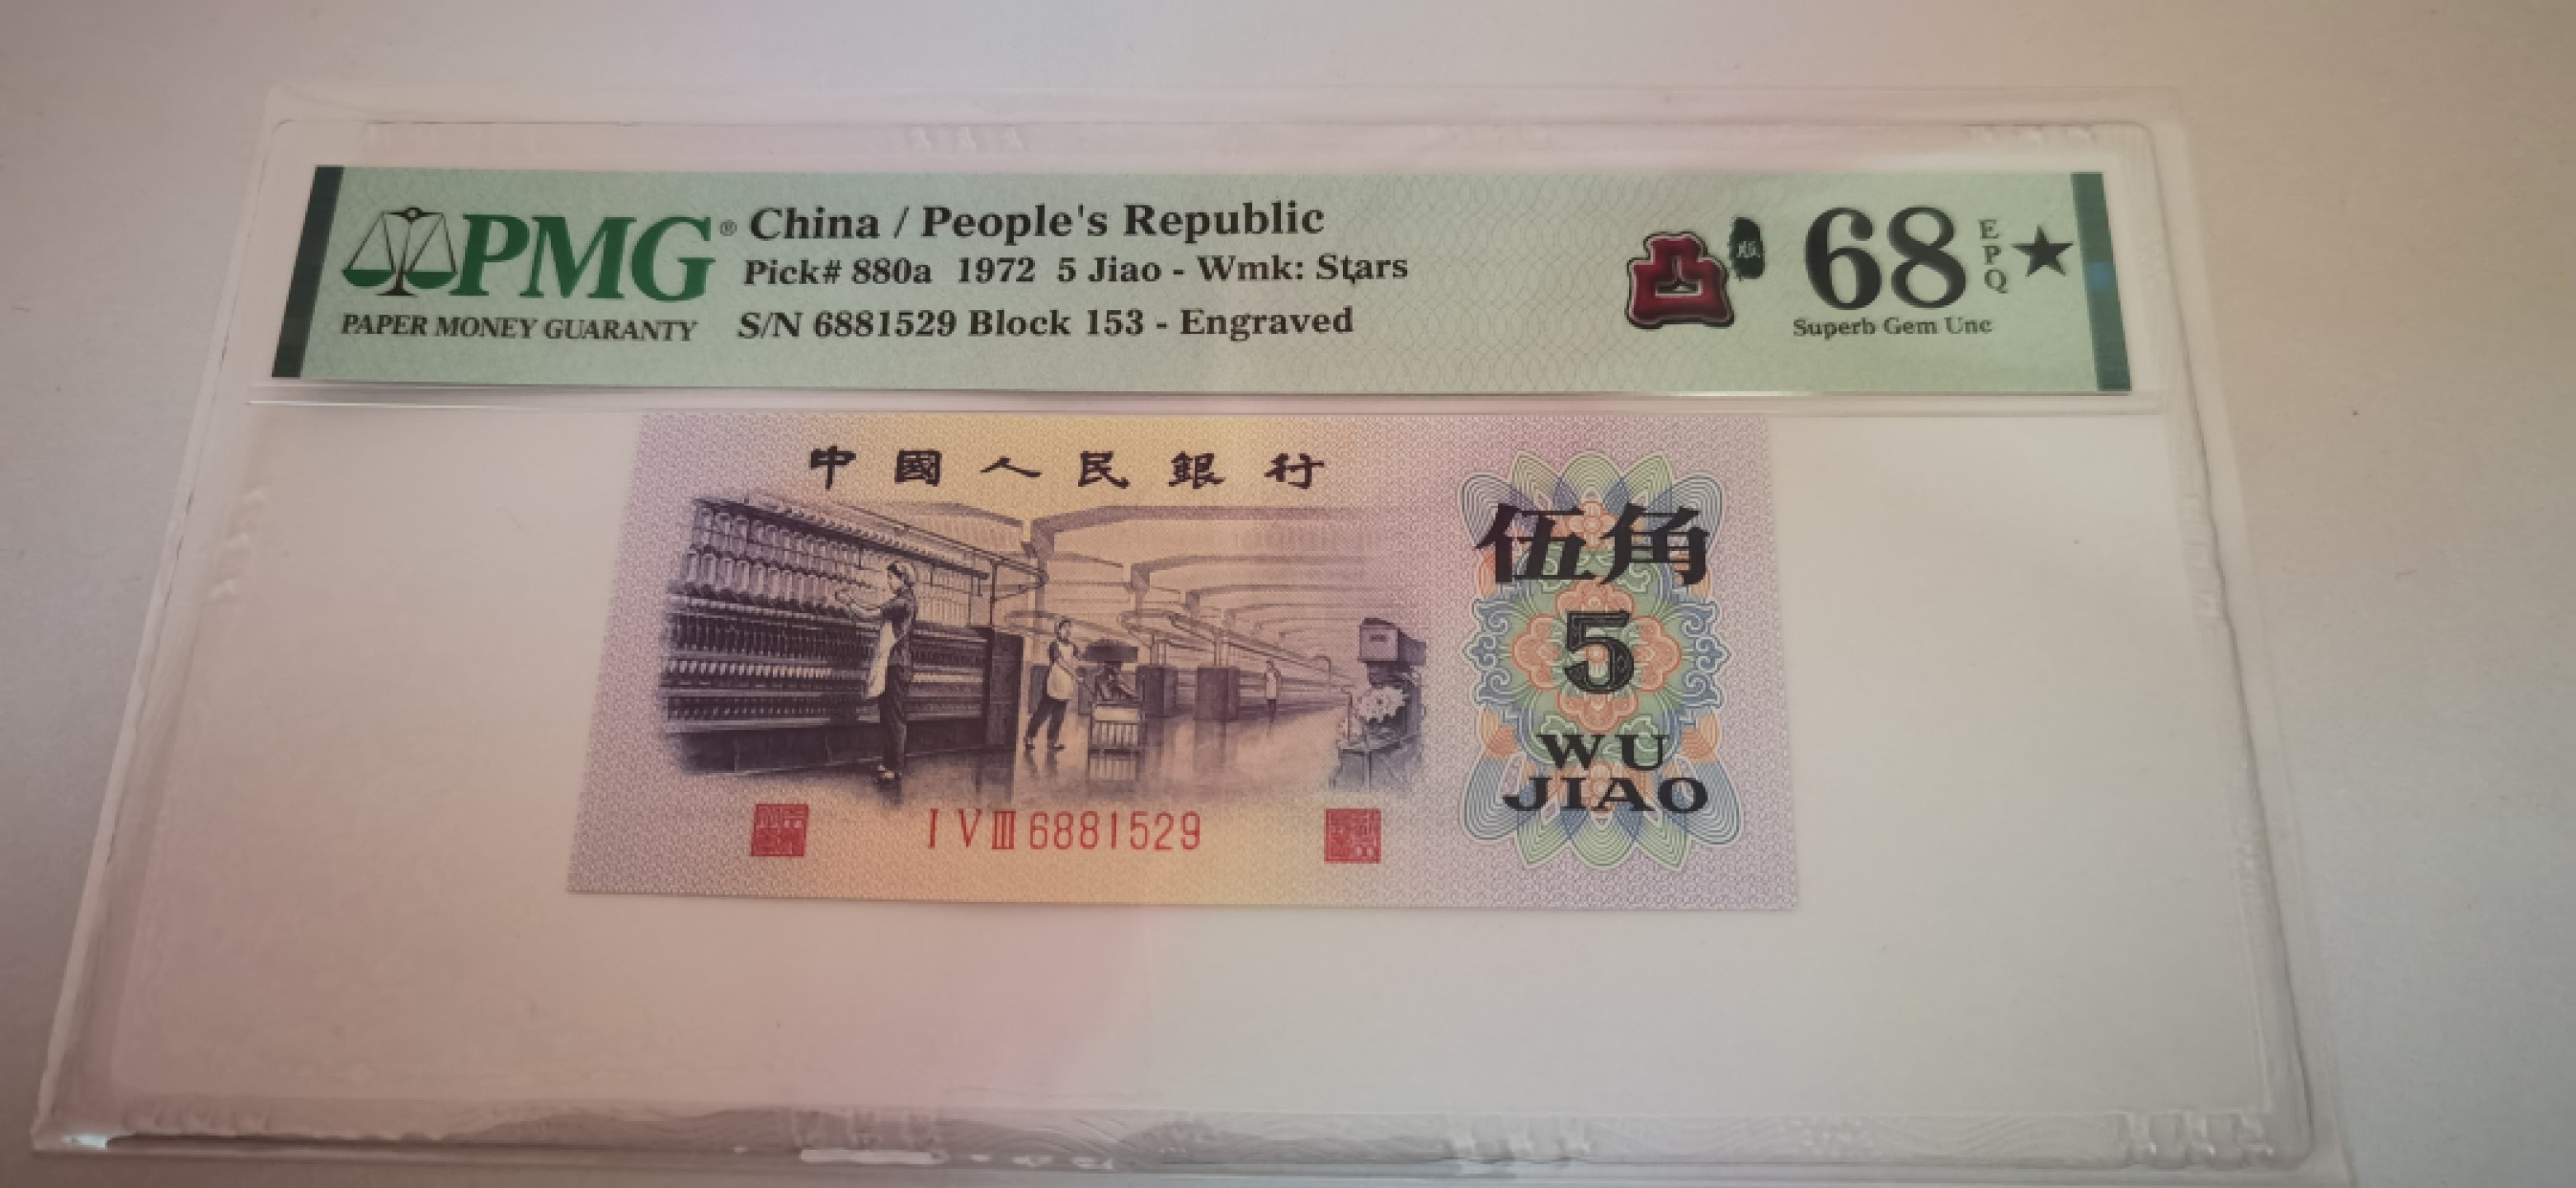 PMG® China / People's Republic
Pick# 880a 1972 5 Jiao - Wmk: Stars
PAPER MONEY GUARANTY S/N 6881529 Block 153 - Engraved
凸
版
68 EPQ ★
Superb Gem Unc
中國人民銀行
伍角
5
WU
JIAO
I V III 6881529